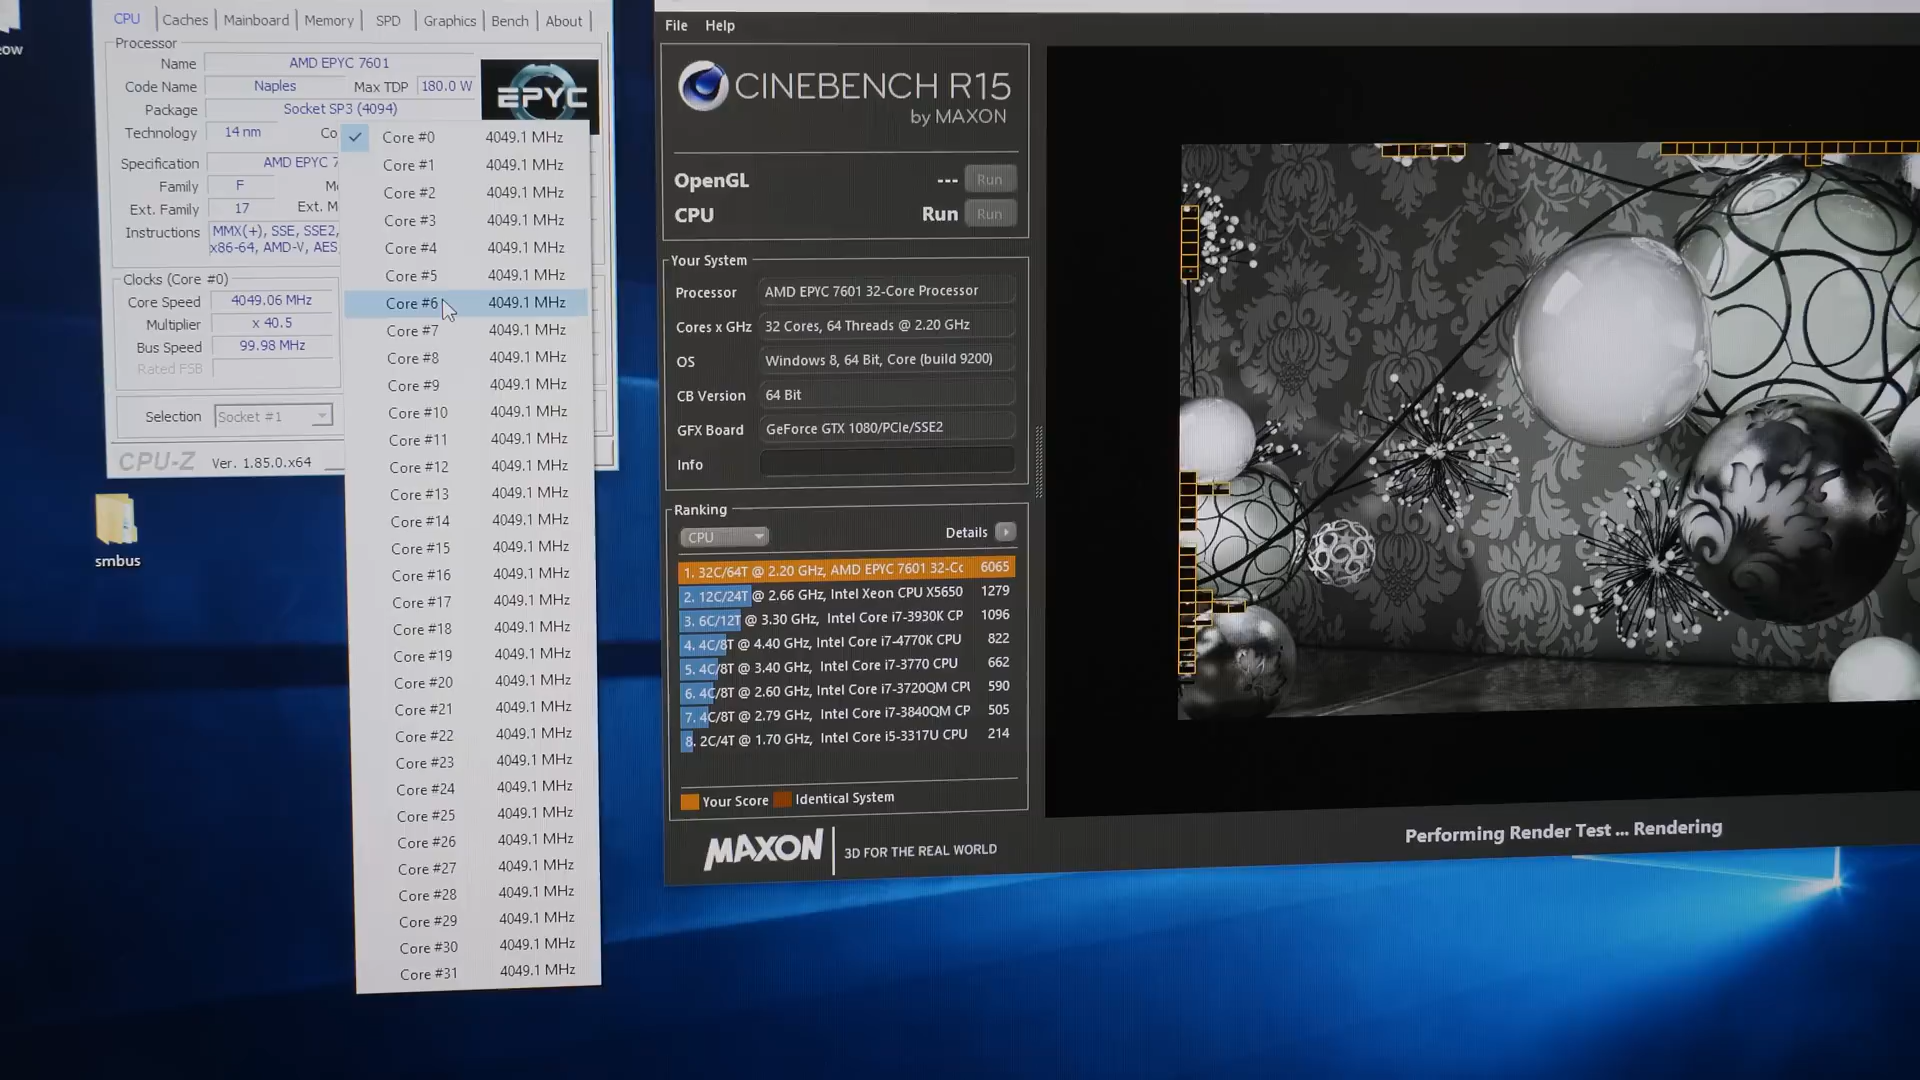 ow
CPU Caches Mainboard Memory SPD Graphics Bench About
Processor
Name AMD EPYC 7601
Code Name Naples Max TDP 180.0 W
Package Socket SP3 (4094)
Technology 14 nm Co
EPYC
Specification AMD EPYC 7
Family F M
Ext. Family 17 Ext. M
Instructions MMX(+), SSE, SSE2,
x86-64, AMD-V, AES,
Clocks (Core #0)
Core Speed 4049.06 MHz
Multiplier x 40.5
Bus Speed 99.98 MHz
Rated FSB
Selection Socket #1
CPU-Z Ver. 1.85.0.x64
smbus
Core #0 4049.1 MHz
Core #1 4049.1 MHz
Core #2 4049.1 MHz
Core #3 4049.1 MHz
Core #4 4049.1 MHz
Core #5 4049.1 MHz
Core #6 4049.1 MHz
Core #7 4049.1 MHz
Core #8 4049.1 MHz
Core #9 4049.1 MHz
Core #10 4049.1 MHz
Core #11 4049.1 MHz
Core #12 4049.1 MHz
Core #13 4049.1 MHz
Core #14 4049.1 MHz
Core #15 4049.1 MHz
Core #16 4049.1 MHz
Core #17 4049.1 MHz
Core #18 4049.1 MHz
Core #19 4049.1 MHz
Core #20 4049.1 MHz
Core #21 4049.1 MHz
Core #22 4049.1 MHz
Core #23 4049.1 MHz
Core #24 4049.1 MHz
Core #25 4049.1 MHz
Core #26 4049.1 MHz
Core #27 4049.1 MHz
Core #28 4049.1 MHz
Core #29 4049.1 MHz
Core #30 4049.1 MHz
Core #31 4049.1 MHz
File Help
CINEBENCH R15
by MAXON
OpenGL --- Run
CPU Run Run
Your System
Processor AMD EPYC 7601 32-Core Processor
Cores x GHz 32 Cores, 64 Threads @ 2.20 GHz
OS Windows 8, 64 Bit, Core (build 9200)
CB Version 64 Bit
GFX Board GeForce GTX 1080/PCIe/SSE2
Info
Ranking
CPU Details
1. 32C/64T @ 2.20 GHz, AMD EPYC 7601 32-Cc 6065
2. 12C/24T @ 2.66 GHz, Intel Xeon CPU X5650 1279
3. 6C/12T @ 3.30 GHz, Intel Core i7-3930K CP 1096
4. 4C/8T @ 4.40 GHz, Intel Core i7-4770K CPU 822
5. 4C/8T @ 3.40 GHz, Intel Core i7-3770 CPU 662
6. 4C/8T @ 2.60 GHz, Intel Core i7-3720QM CPU 590
7. 4C/8T @ 2.79 GHz, Intel Core i7-3840QM CP 505
8. 2C/4T @ 1.70 GHz, Intel Core i5-3317U CPU 214
Your Score Identical System
MAXON 3D FOR THE REAL WORLD
Performing Render Test ... Rendering